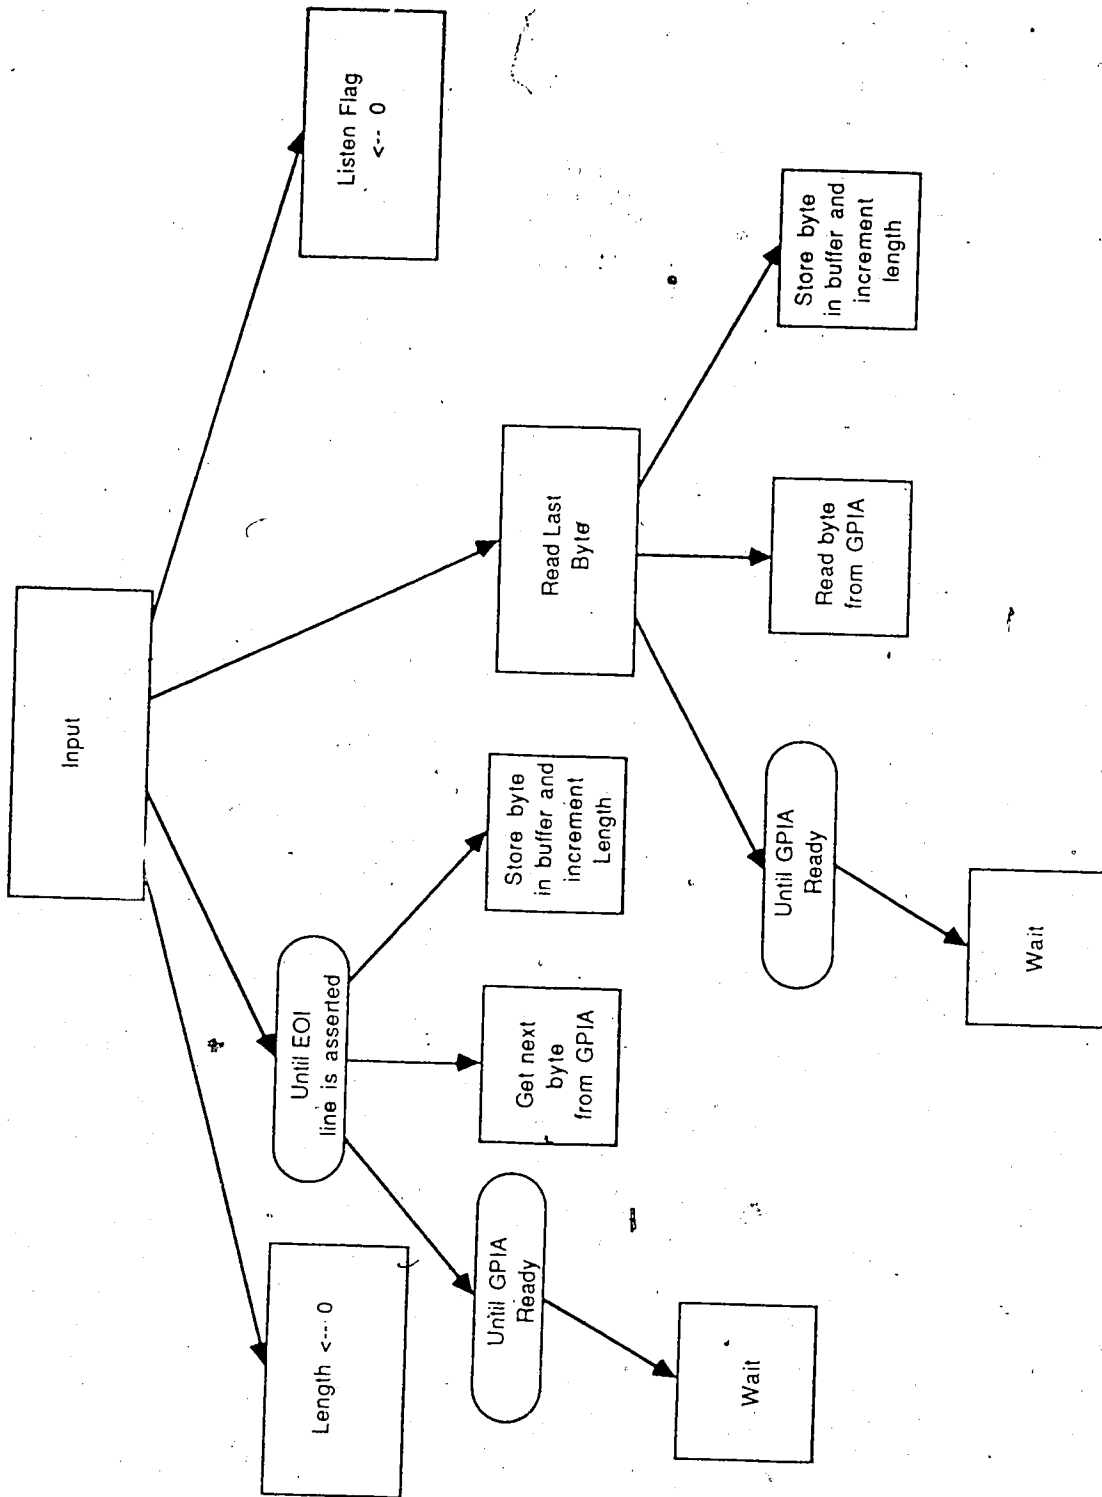 Input
Length <-- 0
Until EOI
line is asserted
Read Last
Byte
Listen Flag
<-- 0
Until GPIA
Ready
Get next
byte
from GPIA
Store byte
in buffer and
increment
Length
Until GPIA
Ready
Read byte
from GPIA
Store byte
in buffer and
increment
length
Wait
Wait